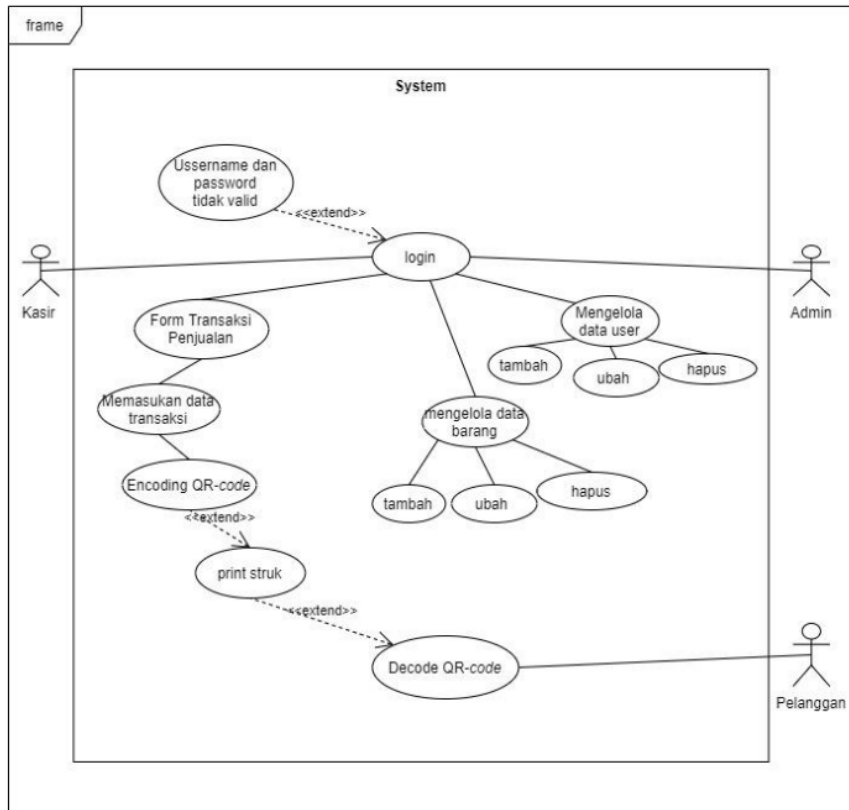 frame
System
Ussername dan
password
tidak valid
<<extend>>
login
Kasir
Admin
Form Transaksi
Penjualan
Mengelola
data user
tambah
ubah
hapus
Memasukan data
transaksi
mengelola data
barang
Encoding QR-code
tambah
ubah
hapus
<<extend>>
print struk
<<extend>>
Decode QR-code
Pelanggan